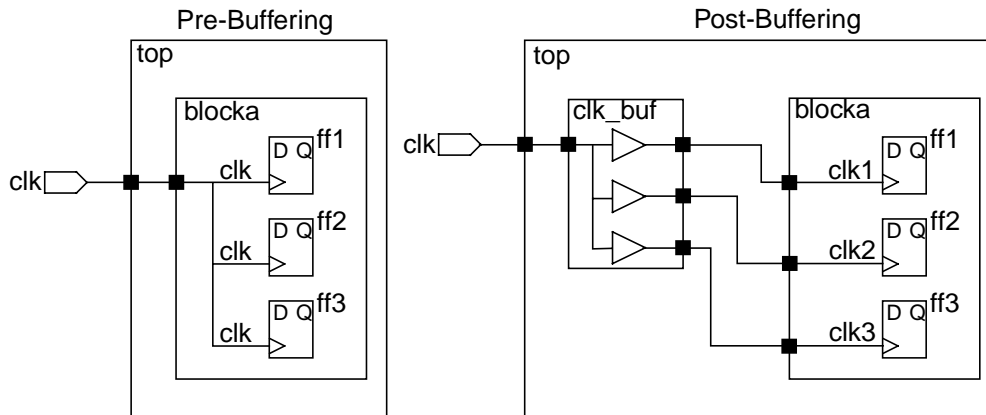 Pre-Buffering
top
blocka
clk
clk
D Q
ff1
clk
D Q
ff2
clk
D Q
ff3
Post-Buffering
top
clk
clk_buf
blocka
clk1
D Q
ff1
clk2
D Q
ff2
clk3
D Q
ff3